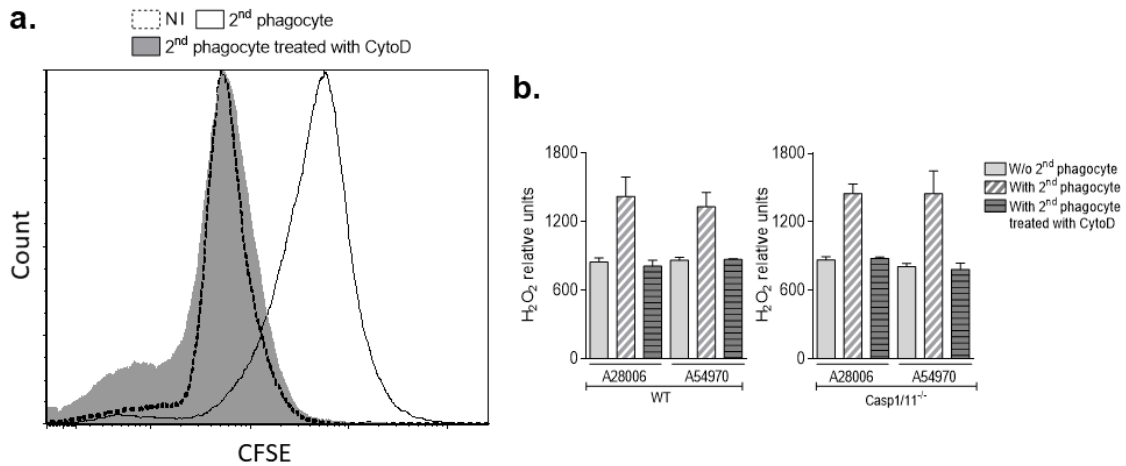 a.
NI 2nd phagocyte
2nd phagocyte treated with CytoD
Count
CFSE
b.
1800
1200
600
0
H2O2 relative units
A28006 A54970
WT
1800
1200
600
0
H2O2 relative units
A28006 A54970
Casp1/11-/-
W/o 2nd phagocyte
With 2nd phagocyte
With 2nd phagocyte
treated with CytoD